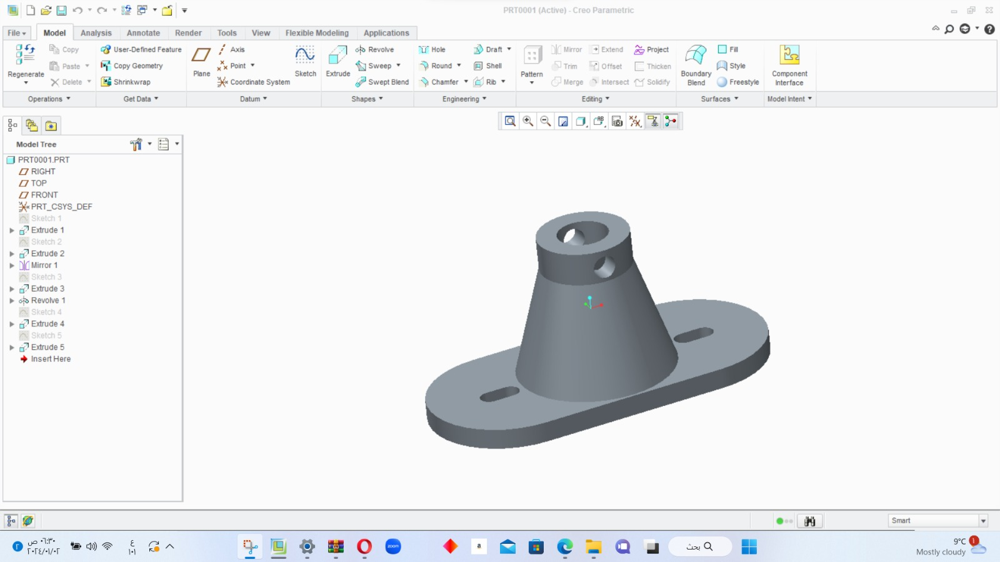 PRT0001 (Active) - Creo Parametric
File Model Analysis Annotate Render Tools View Flexible Modeling Applications
Regenerate
Copy
Paste
Delete
Operations
User-Defined Feature
Copy Geometry
Shrinkwrap
Get Data
Plane
Axis
Point
Coordinate System
Sketch
Datum
Extrude
Revolve
Sweep
Swept Blend
Shapes
Hole
Round
Chamfer
Draft
Shell
Rib
Engineering
Pattern
Mirror
Trim
Merge
Extend
Offset
Intersect
Project
Thicken
Solidify
Editing
Boundary
Blend
Fill
Style
Freestyle
Surfaces
Component
Interface
Model Intent
Model Tree
PRT0001.PRT
RIGHT
TOP
FRONT
PRT_CSYS_DEF
Sketch 1
Extrude 1
Sketch 2
Extrude 2
Mirror 1
Sketch 3
Extrude 3
Revolve 1
Sketch 4
Extrude 4
Sketch 5
Extrude 5
Insert Here
Smart
٢
٠٦:٣٠ ص
٢٠٢٤/٠١/٠٢
ع
١٠١
zoom
a
بحث
9°C
Mostly cloudy
١